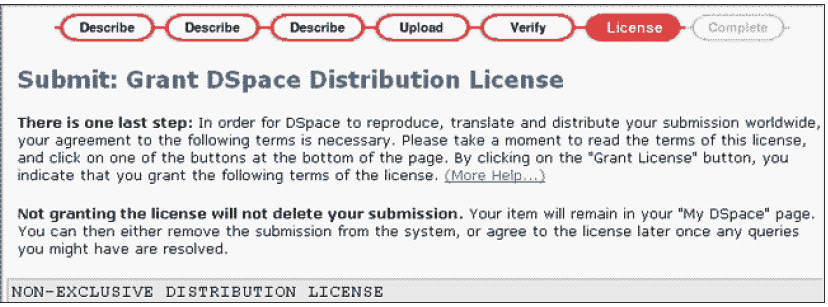 Describe Describe Describe Upload Verify License Complete
Submit: Grant DSpace Distribution License
There is one last step: In order for DSpace to reproduce, translate and distribute your submission worldwide,
your agreement to the following terms is necessary. Please take a moment to read the terms of this license,
and click on one of the buttons at the bottom of the page. By clicking on the "Grant License" button, you
indicate that you grant the following terms of the license. (More Help...)
Not granting the license will not delete your submission. Your item will remain in your "My DSpace" page.
You can then either remove the submission from the system, or agree to the license later once any queries
you might have are resolved.
NON-EXCLUSIVE DISTRIBUTION LICENSE